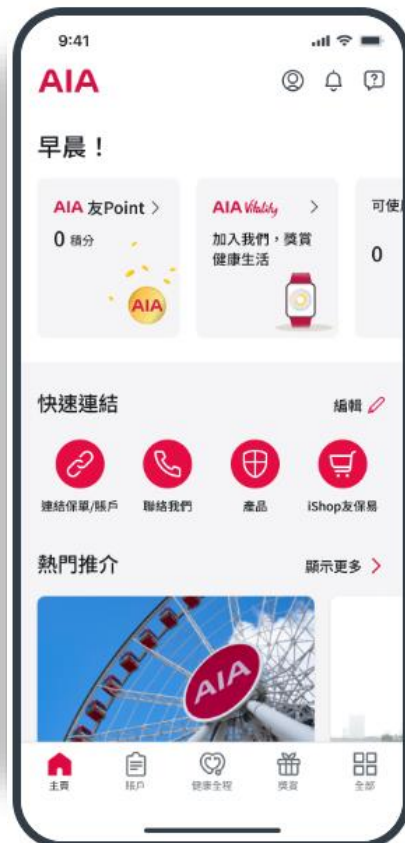 9:41
AIA
早晨！
AIA 友Point >
0 積分
AIA
AIA Vitality >
加入我們，獎賞
健康生活
可使
0
快速連結
編輯
連結保單/賬戶
聯絡我們
產品
iShop友保易
熱門推介
顯示更多 >
AIA
主頁
賬戶
健康全程
獎賞
全部